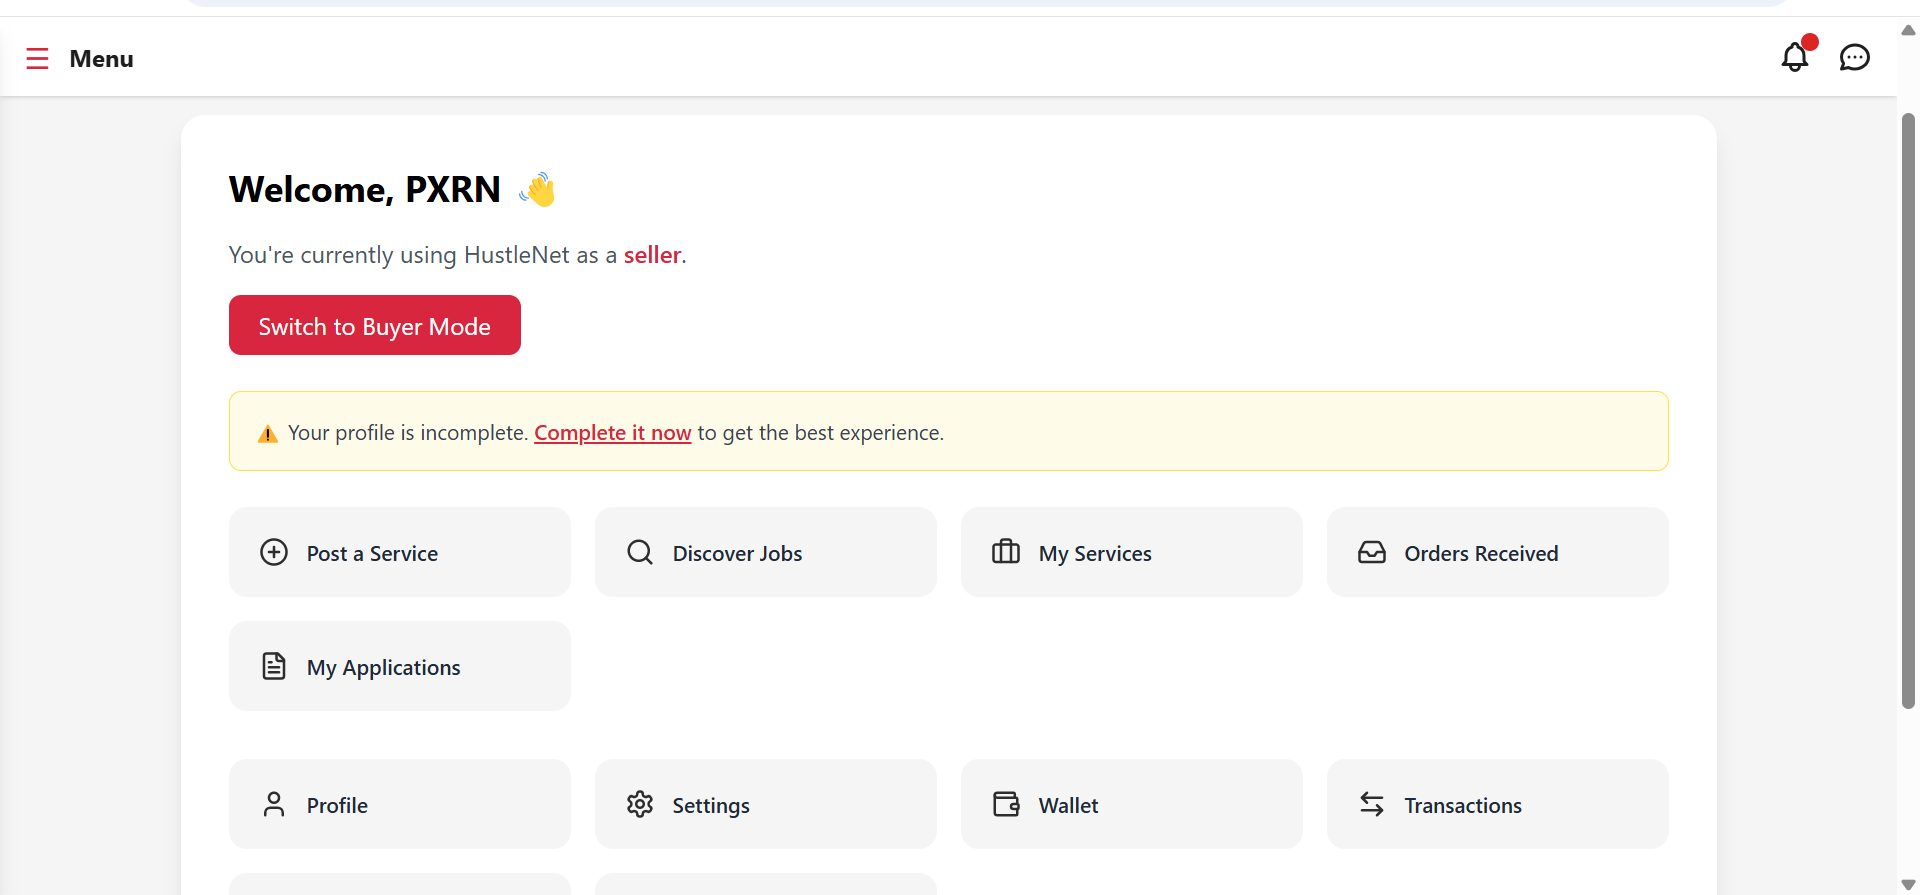 Menu
Welcome, PXRN 👋
You're currently using HustleNet as a seller.
Switch to Buyer Mode
⚠️ Your profile is incomplete. Complete it now to get the best experience.
Post a Service
Discover Jobs
My Services
Orders Received
My Applications
Profile
Settings
Wallet
Transactions